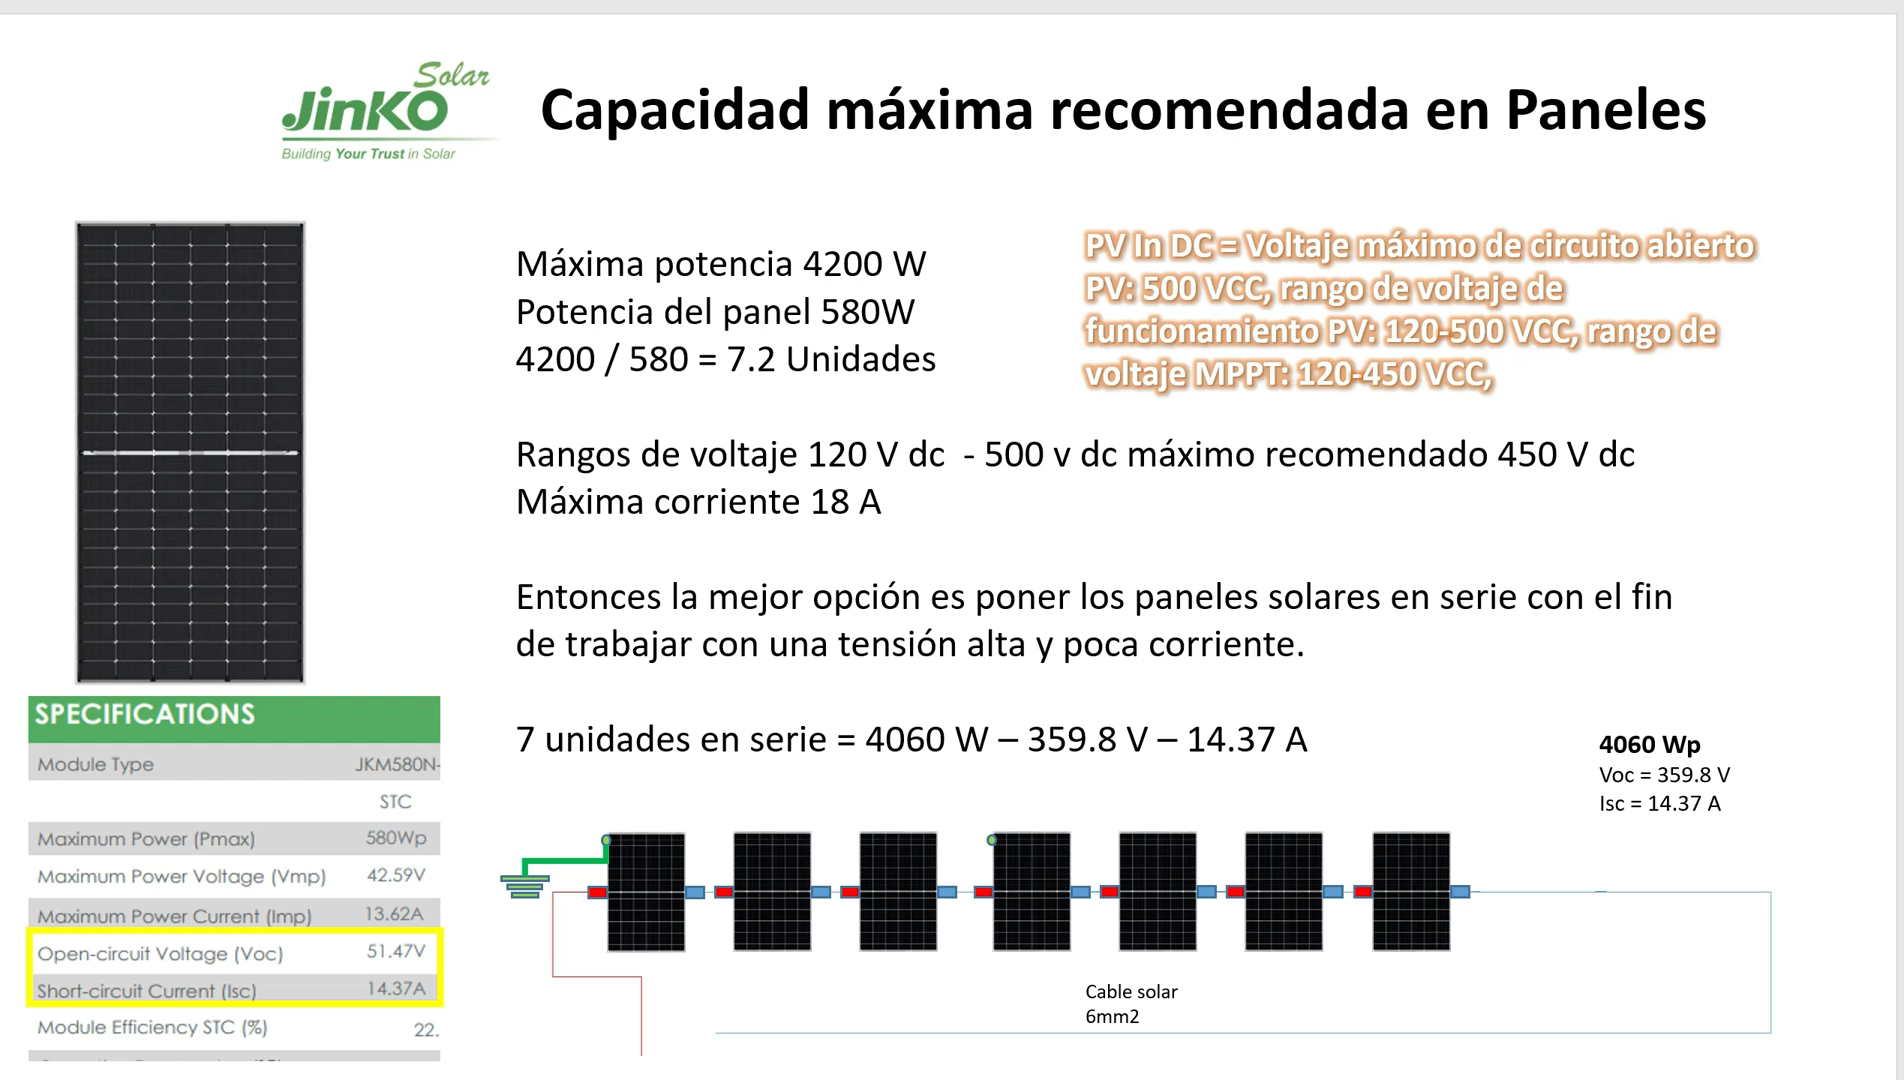 Solar
JinKO
Building Your Trust in Solar
Capacidad máxima recomendada en Paneles
Máxima potencia 4200 W
Potencia del panel 580W
4200 / 580 = 7.2 Unidades
PV In DC = Voltaje máximo de circuito abierto
PV: 500 VCC, rango de voltaje de
funcionamiento PV: 120-500 VCC, rango de
voltaje MPPT: 120-450 VCC,
Rangos de voltaje 120 V dc - 500 v dc máximo recomendado 450 V dc
Máxima corriente 18 A
Entonces la mejor opción es poner los paneles solares en serie con el fin
de trabajar con una tensión alta y poca corriente.
7 unidades en serie = 4060 W – 359.8 V – 14.37 A
4060 Wp
Voc = 359.8 V
Isc = 14.37 A
SPECIFICATIONS
Module Type JKM580N-
STC
Maximum Power (Pmax) 580Wp
Maximum Power Voltage (Vmp) 42.59V
Maximum Power Current (Imp) 13.62A
Open-circuit Voltage (Voc) 51.47V
Short-circuit Current (Isc) 14.37A
Module Efficiency STC (%) 22.
Cable solar
6mm2